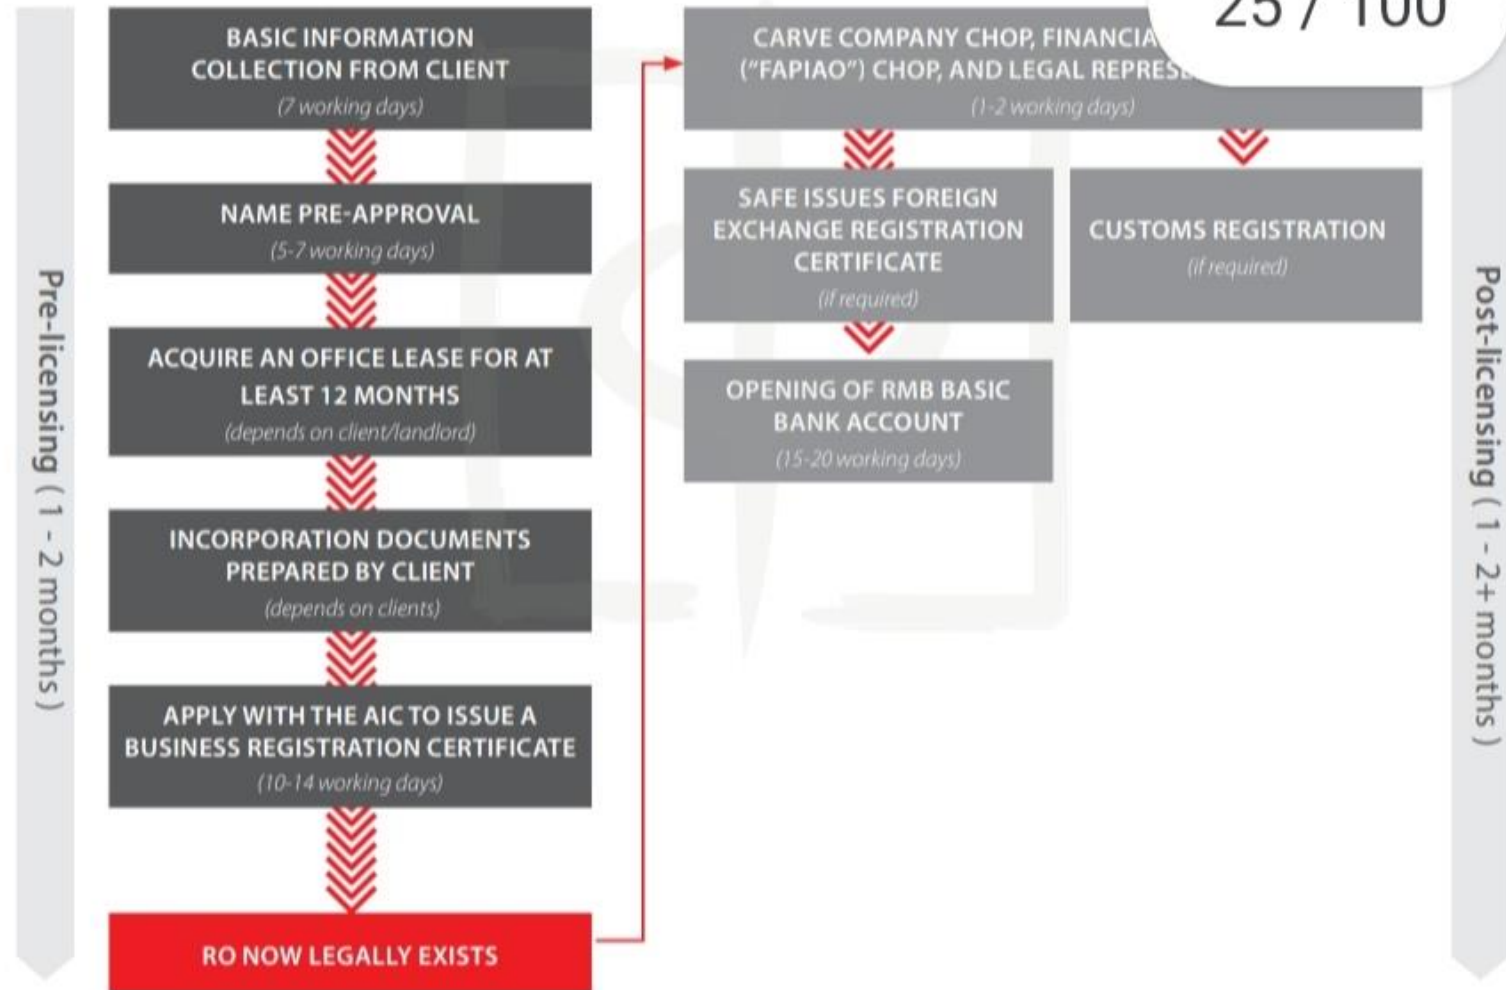 Pre-licensing ( 1 - 2 months )
BASIC INFORMATION
COLLECTION FROM CLIENT
(7 working days)
NAME PRE-APPROVAL
(5-7 working days)
ACQUIRE AN OFFICE LEASE FOR AT
LEAST 12 MONTHS
(depends on client/landlord)
INCORPORATION DOCUMENTS
PREPARED BY CLIENT
(depends on clients)
APPLY WITH THE AIC TO ISSUE A
BUSINESS REGISTRATION CERTIFICATE
(10-14 working days)
RO NOW LEGALLY EXISTS
25 / 100
CARVE COMPANY CHOP,
("FAPIAO") CHOP, AND LEGAL
(1-2 working days)
SAFE ISSUES FOREIGN
EXCHANGE REGISTRATION
CERTIFICATE
(if required)
CUSTOMS REGISTRATION
(if required)
OPENING OF RMB BASIC
BANK ACCOUNT
(15-20 working days)
Post-licensing ( 1 - 2+ months )